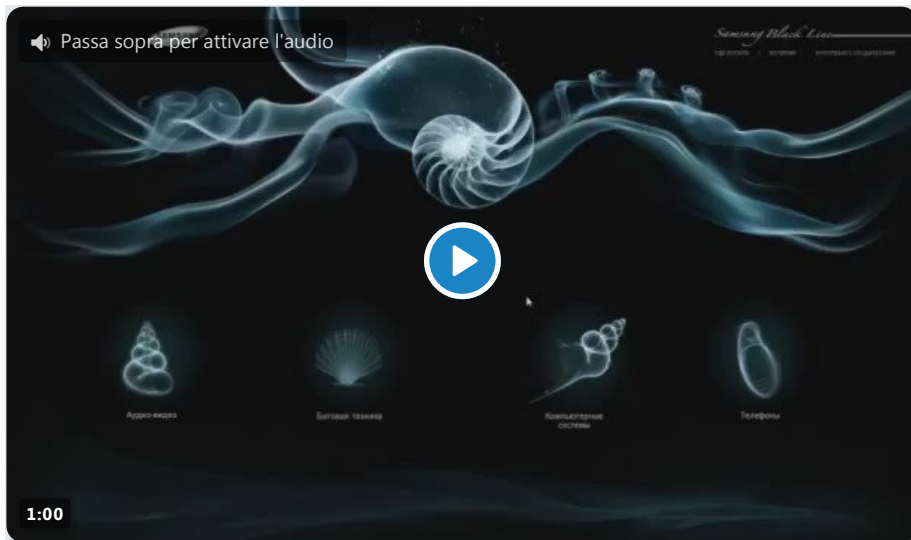 Passa sopra per attivare l'audio
Samsung Black Line
Аудио-видео
Бытовая техника
Компьютерные
системы
Телефоны
1:00